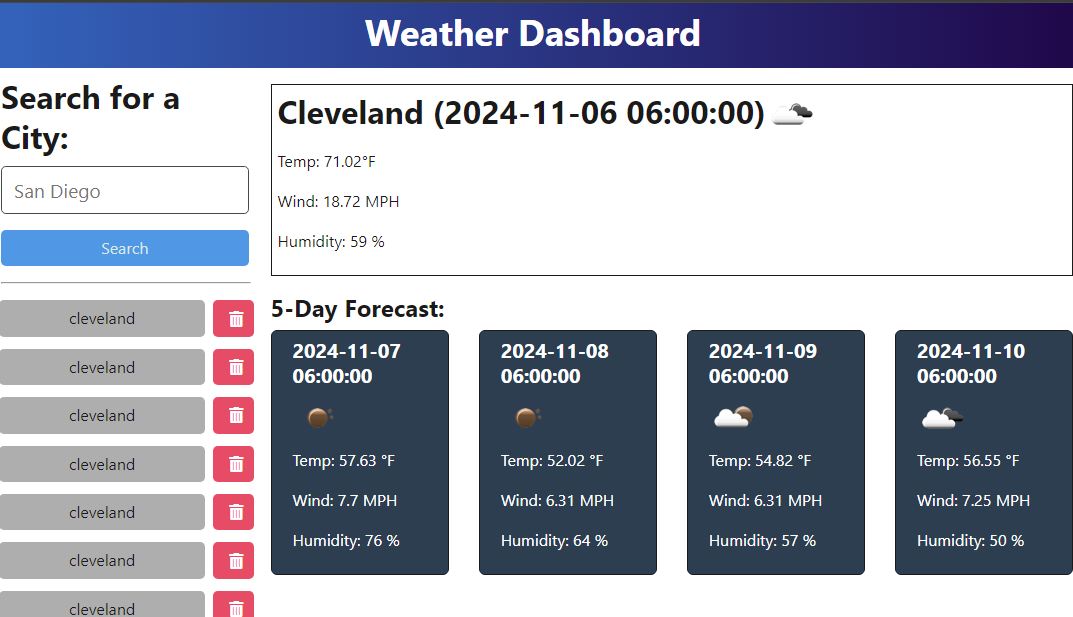 Weather Dashboard
Search for a
City:
San Diego
Search
cleveland
cleveland
cleveland
cleveland
cleveland
cleveland
cleveland
Cleveland (2024-11-06 06:00:00)
Temp: 71.02°F
Wind: 18.72 MPH
Humidity: 59 %
5-Day Forecast:
2024-11-07
06:00:00
Temp: 57.63 °F
Wind: 7.7 MPH
Humidity: 76 %
2024-11-08
06:00:00
Temp: 52.02 °F
Wind: 6.31 MPH
Humidity: 64 %
2024-11-09
06:00:00
Temp: 54.82 °F
Wind: 6.31 MPH
Humidity: 57 %
2024-11-10
06:00:00
Temp: 56.55 °F
Wind: 7.25 MPH
Humidity: 50 %